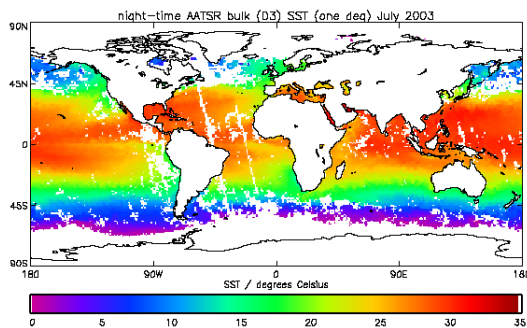 night-time AATSR bulk (D3) SST (one deq) July 2003
90N
45N
0
45S
90S
180 90W 0 90E 180
SST / degrees Celsius
0 5 10 15 20 25 30 35